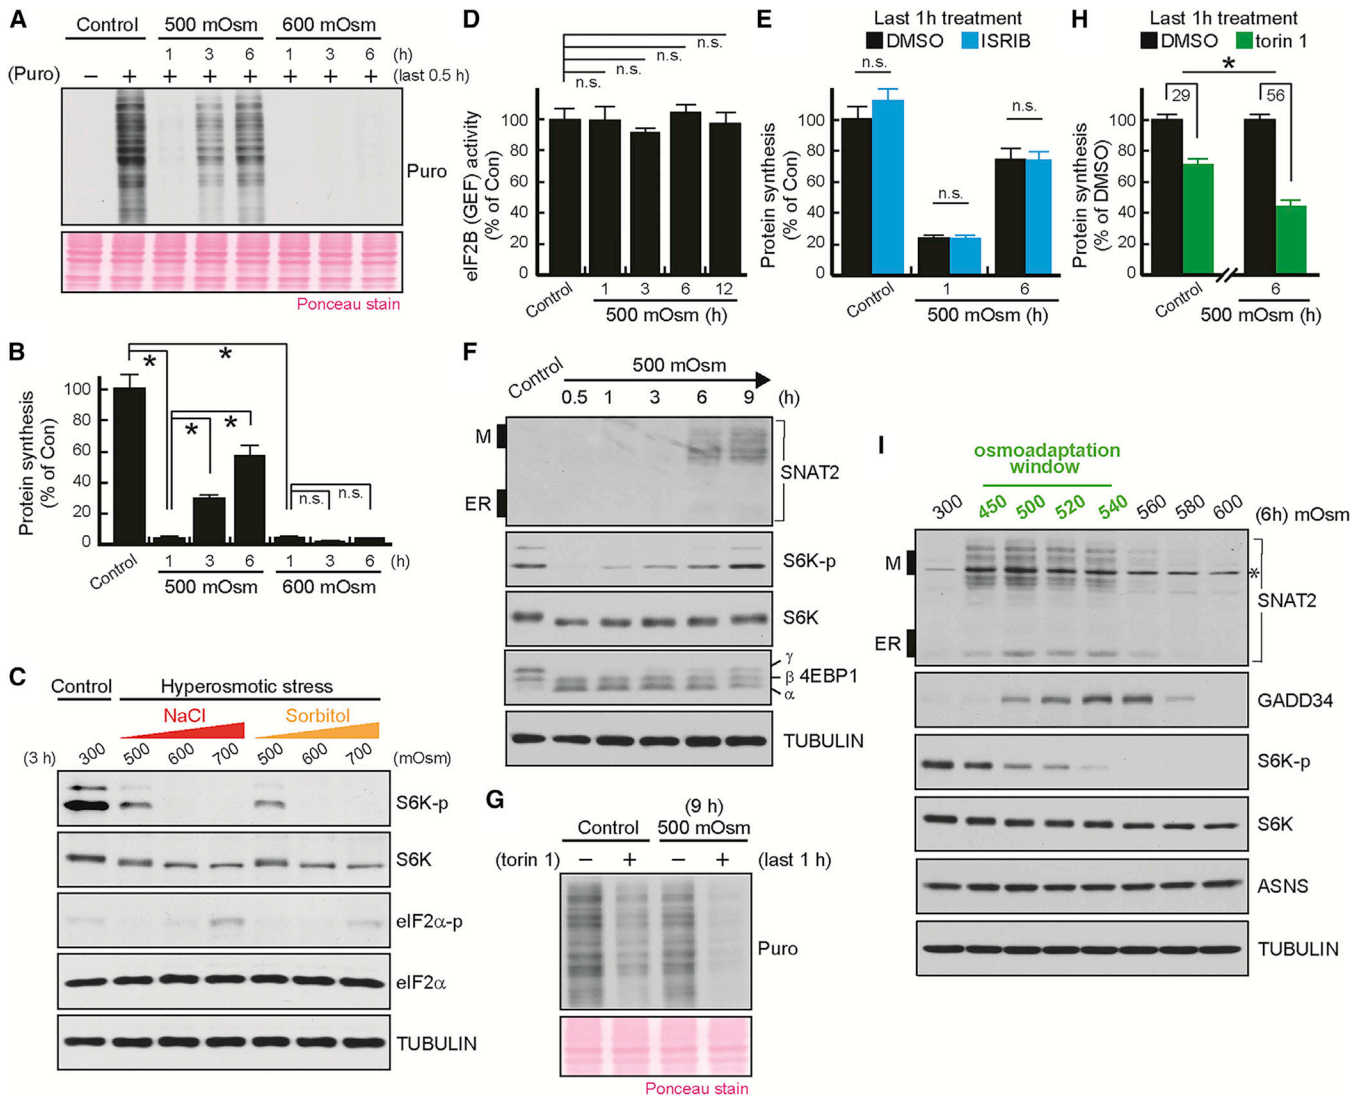 A
Control 500 mOsm 600 mOsm
1 3 6 1 3 6 (h)
(Puro) − + + + + + + + (last 0.5 h)
Puro
Ponceau stain
B
Protein synthesis
(% of Con)
100
80
60
40
20
0
* * * * n.s. n.s.
Control 1 3 6 1 3 6 (h)
500 mOsm 600 mOsm
C
Control Hyperosmotic stress
NaCl Sorbitol
(3 h) 300 500 600 700 500 600 700 (mOsm)
S6K-p
S6K
eIF2α-p
eIF2α
TUBULIN
D
n.s.
n.s.
n.s.
n.s.
eIF2B (GEF) activity
(% of Con)
100
80
60
40
20
0
Control 1 3 6 12
500 mOsm (h)
E
Last 1h treatment
DMSO ISRIB
n.s.
n.s.
n.s.
Protein synthesis
(% of Con)
100
80
60
40
20
0
Control 1 6
500 mOsm (h)
H
Last 1h treatment
DMSO torin 1
*
29 56
Protein synthesis
(% of DMSO)
100
80
60
40
20
0
Control 6
500 mOsm (h)
F
Control 500 mOsm
0.5 1 3 6 9 (h)
M
SNAT2
ER
S6K-p
S6K
γ
β 4EBP1
α
TUBULIN
G
(9 h)
Control 500 mOsm
(torin 1) − + − + (last 1 h)
Puro
Ponceau stain
I
osmoadaptation
window
300 450 500 520 540 560 580 600 (6h) mOsm
M
*
SNAT2
ER
GADD34
S6K-p
S6K
ASNS
TUBULIN